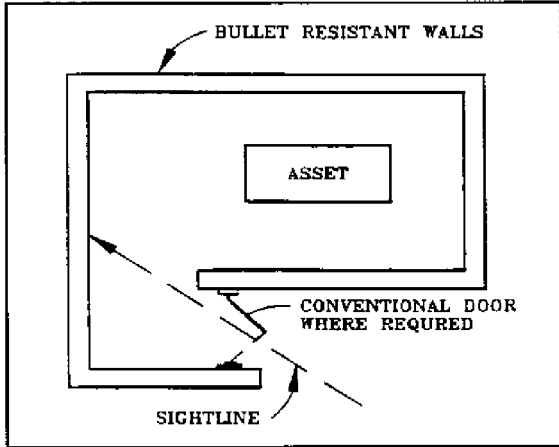 BULLET RESISTANT WALLS
ASSET
CONVENTIONAL DOOR
WHERE REQURED
SIGHTLINE